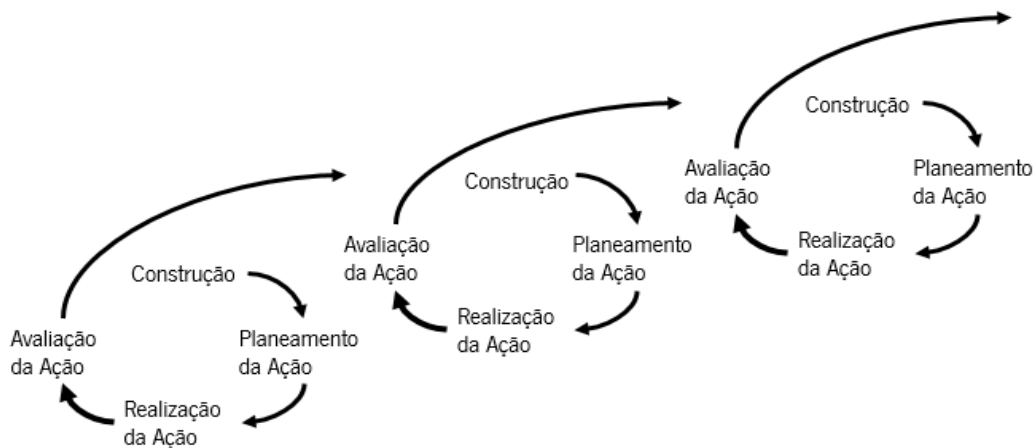 Construção
Planeamento
da Ação
Realização
da Ação
Avaliação
da Ação
Construção
Planeamento
da Ação
Realização
da Ação
Avaliação
da Ação
Construção
Planeamento
da Ação
Realização
da Ação
Avaliação
da Ação